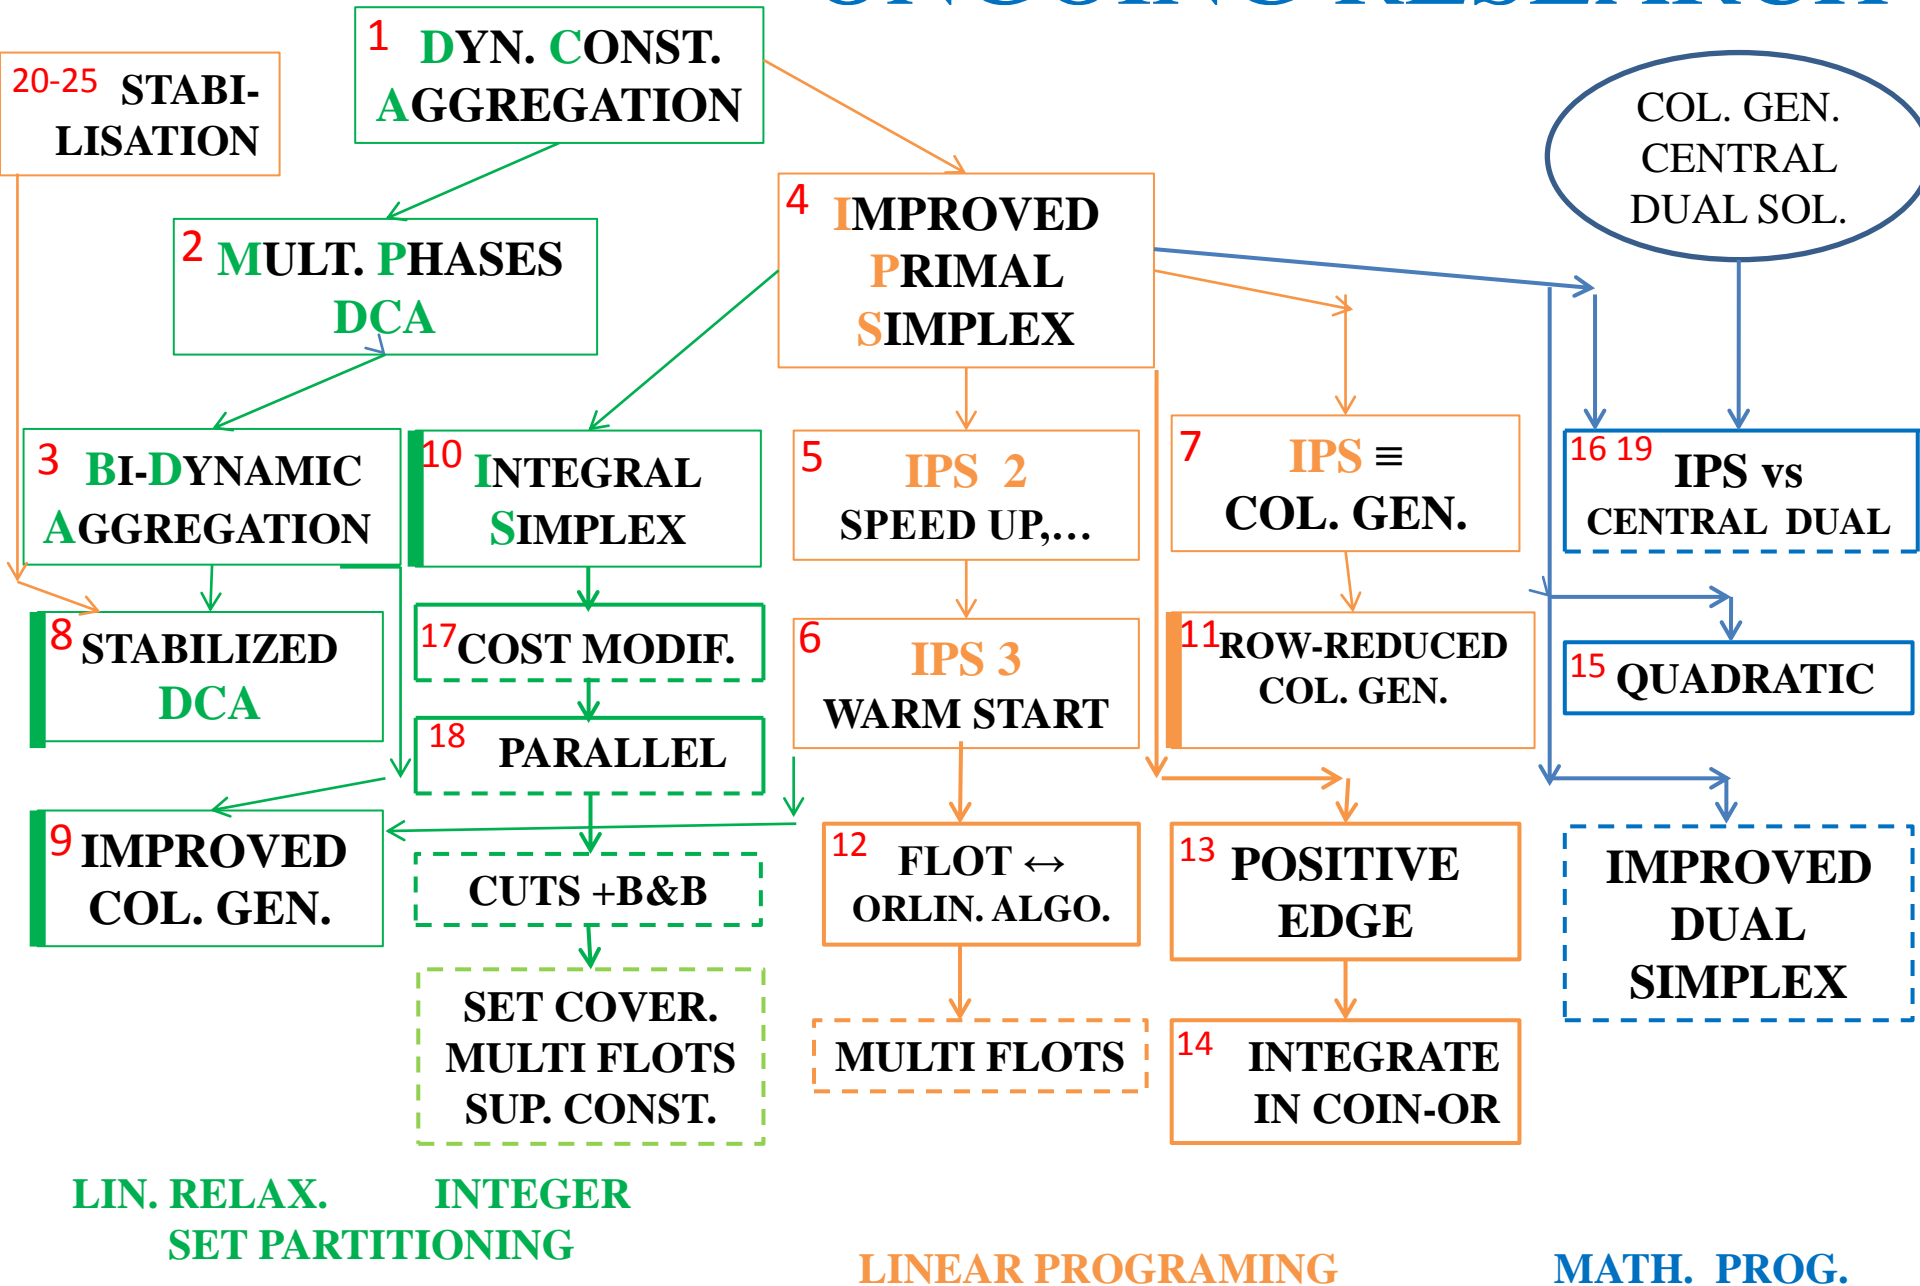 ONGOING RESEARCH
1 DYN. CONST.
AGGREGATION
20-25 STABI-
LISATION
COL. GEN.
CENTRAL
DUAL SOL.
4 IMPROVED
PRIMAL
SIMPLEX
2 MULT. PHASES
DCA
3 BI-DYNAMIC
AGGREGATION
10 INTEGRAL
SIMPLEX
5 IPS 2
SPEED UP,...
7 IPS ≡
COL. GEN.
16 19 IPS vs
CENTRAL DUAL
8 STABILIZED
DCA
17 COST MODIF.
6 IPS 3
WARM START
11 ROW-REDUCED
COL. GEN.
15 QUADRATIC
18 PARALLEL
9 IMPROVED
COL. GEN.
CUTS +B&B
12 FLOT ↔
ORLIN. ALGO.
13 POSITIVE
EDGE
IMPROVED
DUAL
SIMPLEX
SET COVER.
MULTI FLOTS
SUP. CONST.
MULTI FLOTS
14 INTEGRATE
IN COIN-OR
LIN. RELAX. INTEGER
SET PARTITIONING
LINEAR PROGRAMING
MATH. PROG.